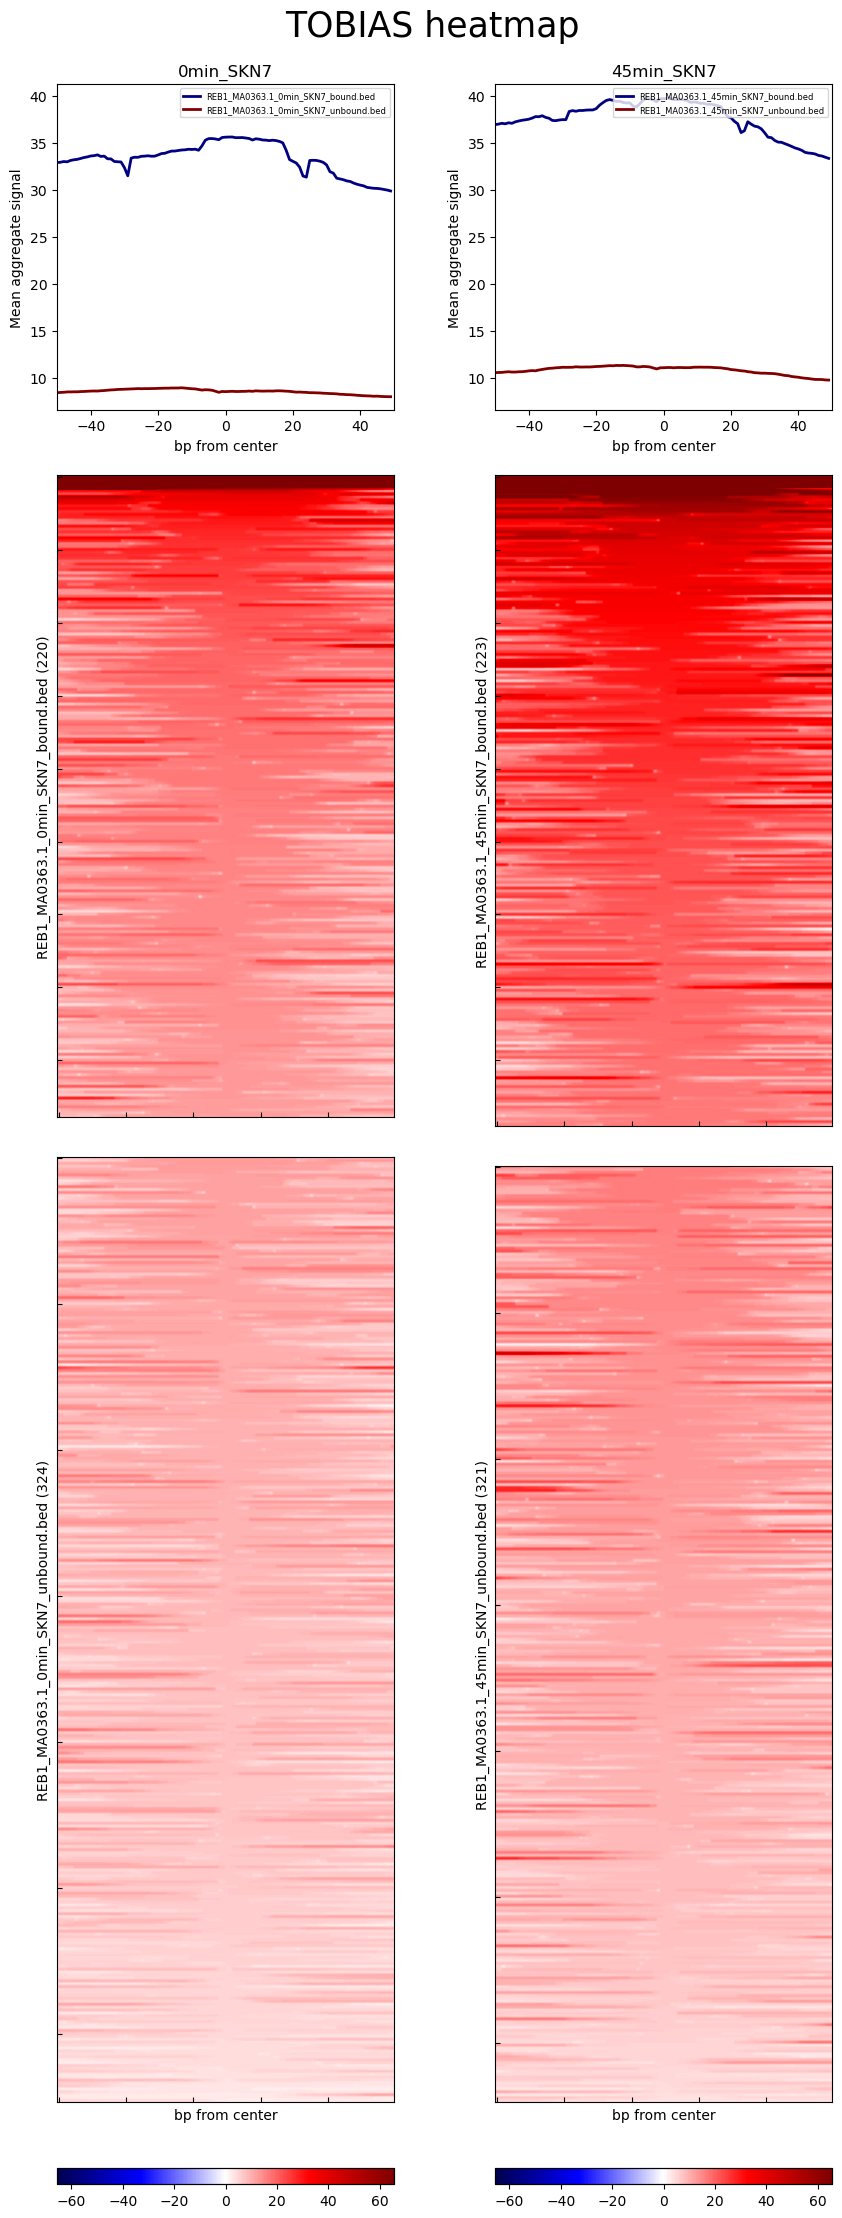 TOBIAS heatmap
0min_SKN7
45min_SKN7
REB1_MA0363.1_0min_SKN7_bound.bed
REB1_MA0363.1_0min_SKN7_unbound.bed
REB1_MA0363.1_45min_SKN7_bound.bed
REB1_MA0363.1_45min_SKN7_unbound.bed
Mean aggregate signal
40
35
30
25
20
15
10
−40 −20 0 20 40
bp from center
Mean aggregate signal
40
35
30
25
20
15
10
−40 −20 0 20 40
bp from center
REB1_MA0363.1_0min_SKN7_bound.bed (220)
REB1_MA0363.1_45min_SKN7_bound.bed (223)
REB1_MA0363.1_0min_SKN7_unbound.bed (324)
REB1_MA0363.1_45min_SKN7_unbound.bed (321)
bp from center
bp from center
−60 −40 −20 0 20 40 60
−60 −40 −20 0 20 40 60